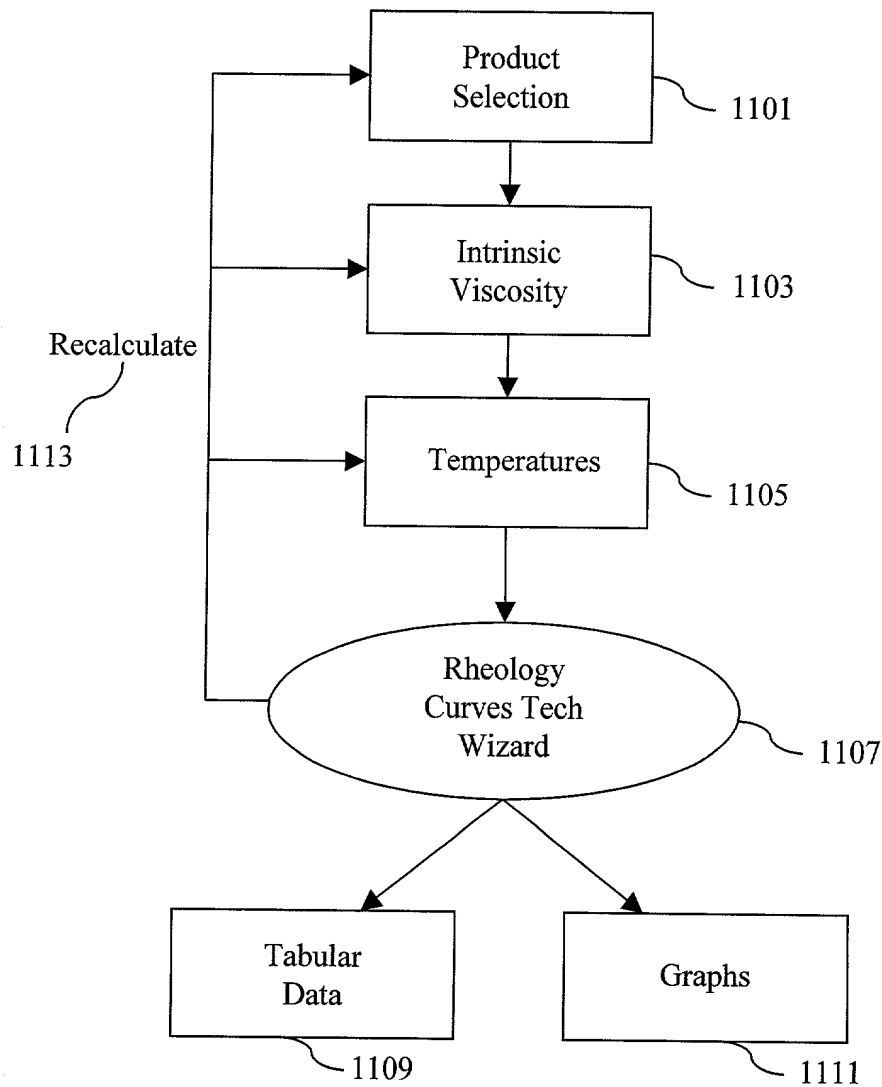 Product
Selection
1101
Intrinsic
Viscosity
1103
Recalculate
1113
Temperatures
1105
Rheology
Curves Tech
Wizard
1107
Tabular
Data
1109
Graphs
1111